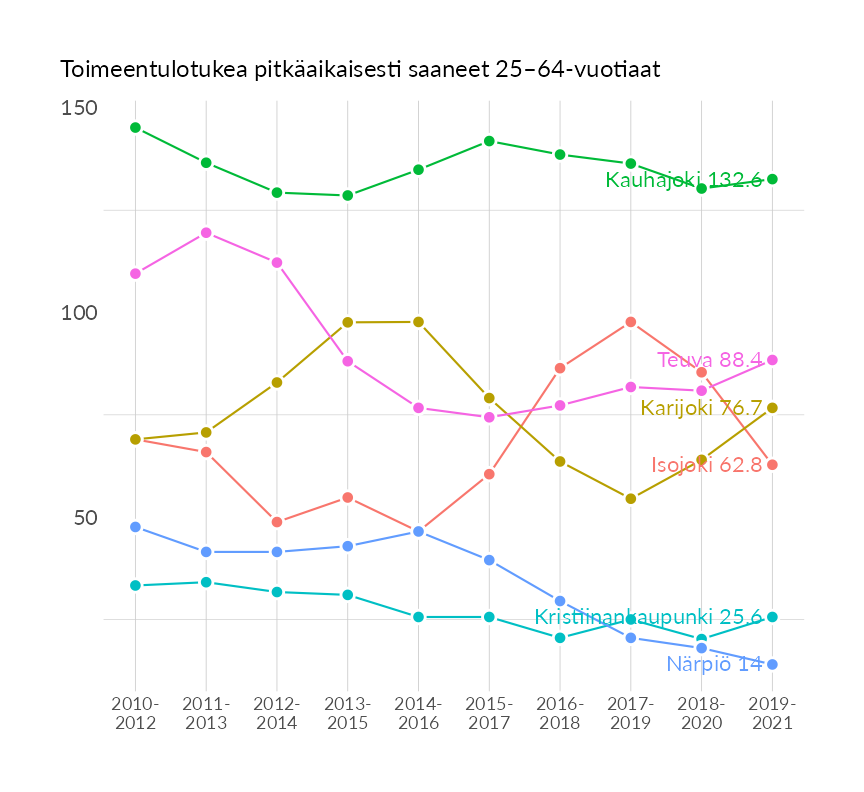 Toimeentulotukea pitkäaikaisesti saaneet 25–64-vuotiaat
150
Kauhajoki 132.6
100
Teuva 88.4
Karijoki 76.7
Isojoki 62.8
50
Kristiinankaupunki 25.6
Närpiö 14
2010- 2011- 2012- 2013- 2014- 2015- 2016- 2017- 2018- 2019-
2012 2013 2014 2015 2016 2017 2018 2019 2020 2021